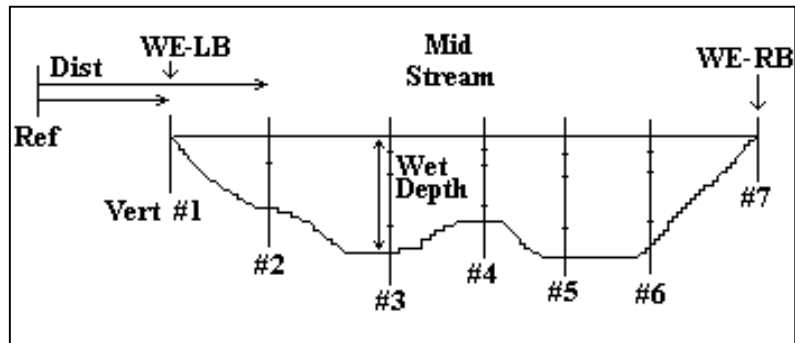 WE-LB
Dist
Mid
Stream
WE-RB
Ref
Wet
Depth
Vert #1
#2
#3
#4
#5
#6
#7